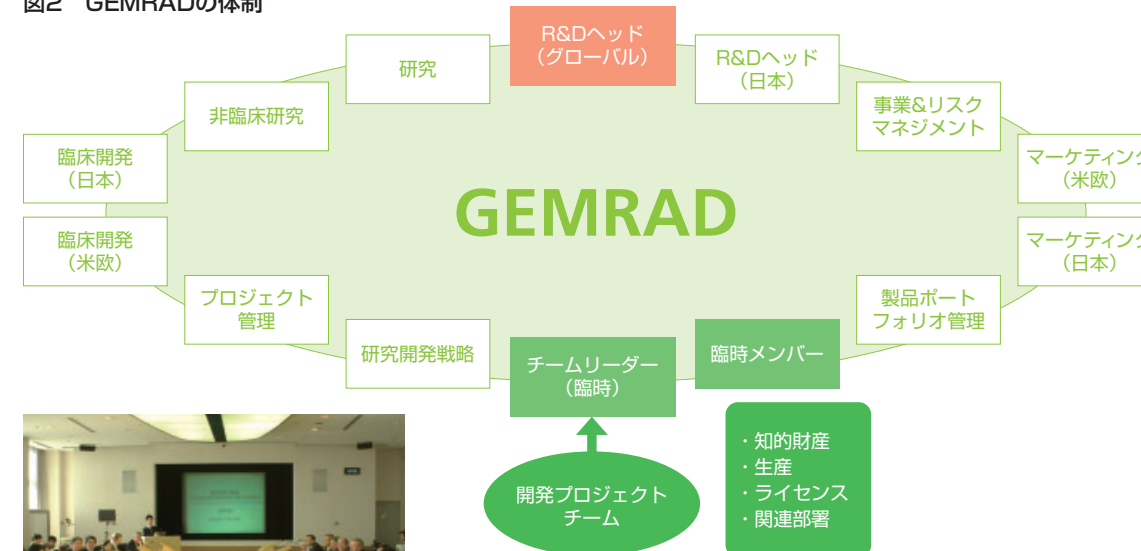 図2 GEMRADの体制
R&Dヘッド
(グローバル)
研究
R&Dヘッド
(日本)
非臨床研究
事業&リスク
マネジメント
臨床開発
(日本)
マーケティング
(米欧)
GEMRAD
臨床開発
(米欧)
マーケティング
(日本)
プロジェクト
管理
製品ポート
フォリオ管理
研究開発戦略
チームリーダー
(臨時)
臨時メンバー
開発プロジェクト
チーム
・知的財産
・生産
・ライセンス
・関連部署